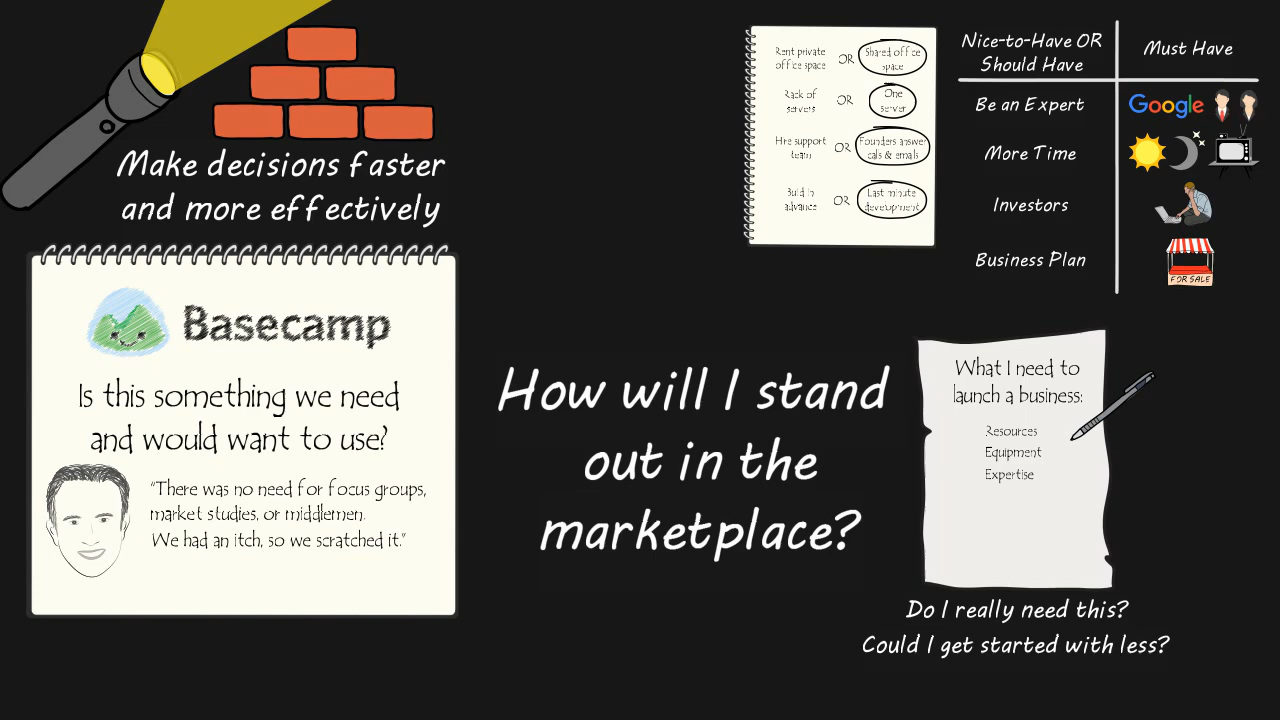 Make decisions faster
and more effectively
Basecamp
Is this something we need
and would want to use?
"There was no need for focus groups,
market studies, or middlemen.
We had an itch, so we scratched it."
How will I stand
out in the
marketplace?
Rent private
office space
OR
Shared office
space
Rack of
servers
OR
One
server
Hire support
team
OR
Founders answer
calls & emails
Build in
advance
OR
Last minute
development
Nice-to-Have OR
Should Have
Must Have
Be an Expert
Google
More Time
Investors
Business Plan
FOR SALE
What I need to
launch a business:
Resources
Equipment
Expertise
Do I really need this?
Could I get started with less?